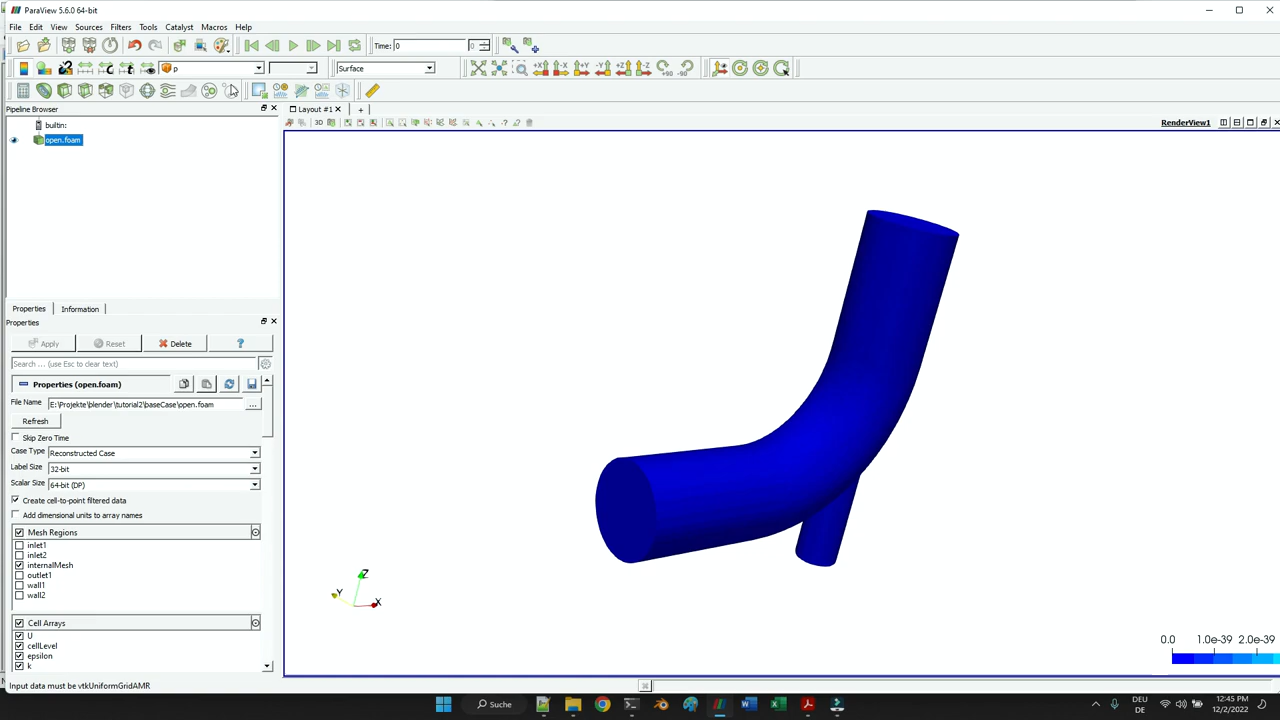 ParaView 5.6.0 64-bit
File Edit View Sources Filters Tools Catalyst Macros Help
Time: 0 0
p Surface +X -X +Y -Y +Z -Z +90 -90
Pipeline Browser
Layout #1 +
builtin:
3D
RenderView1
open.foam
Properties Information
Properties
Apply Reset Delete ?
Search ... (use Esc to clear text)
Properties (open.foam)
File Name E:\Projekte\blender\tutorial2\baseCase\open.foam ...
Refresh
Skip Zero Time
Case Type Reconstructed Case
Label Size 32-bit
Scalar Size 64-bit (DP)
Create cell-to-point filtered data
Add dimensional units to array names
Mesh Regions
inlet1
inlet2
internalMesh
outlet1
wall1
wall2
Cell Arrays
U
cellLevel
epsilon
k
Z
Y
X
0.0 1.0e-39 2.0e-39
Input data must be vtkUniformGridAMR
Suche
DEU
DE
12:45 PM
12/2/2022